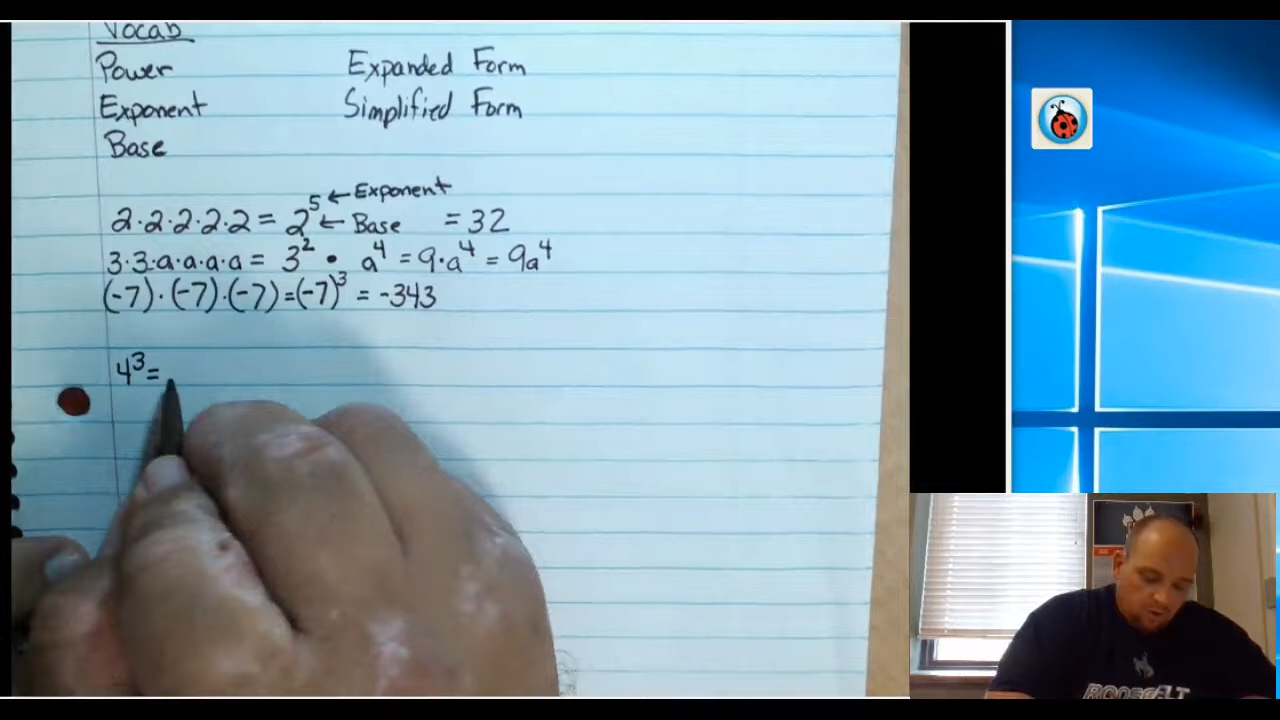 Vocab
Power Expanded Form
Exponent Simplified Form
Base
2·2·2·2·2 = 2⁵ ← Exponent
← Base = 32
3·3·a·a·a·a = 3² • a⁴ = 9·a⁴ = 9a⁴
(-7)·(-7)·(-7)=(-7)³ = -343
4³=
ROOSEVELT